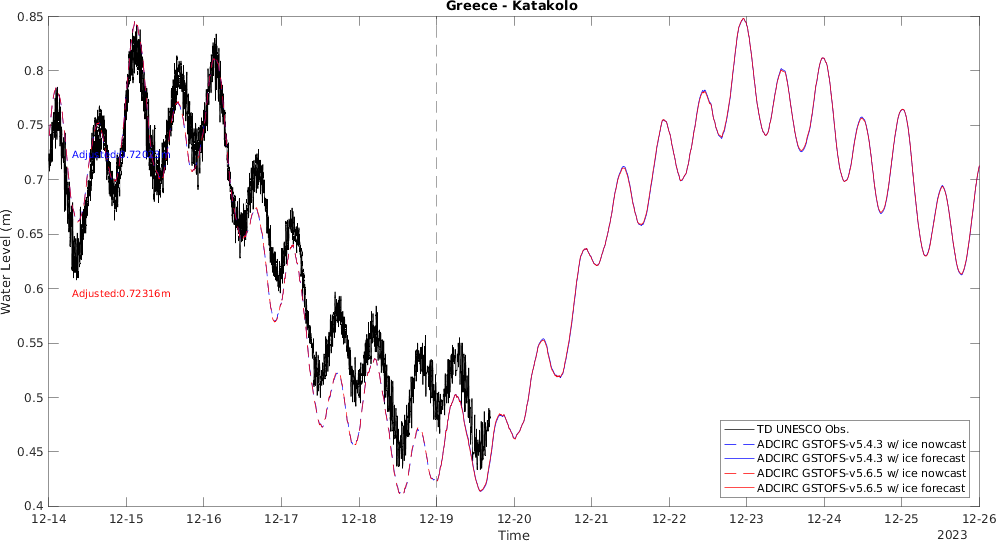 Greece - Katakolo
0.85
0.8
0.75
0.7
0.65
0.6
0.55
0.5
0.45
0.4
Water Level (m)
Adjusted:0.72316m
TD UNESCO Obs.
ADCIRC GSTOFS-v5.4.3 w/ ice nowcast
ADCIRC GSTOFS-v5.4.3 w/ ice forecast
ADCIRC GSTOFS-v5.6.5 w/ ice nowcast
ADCIRC GSTOFS-v5.6.5 w/ ice forecast
12-14 12-15 12-16 12-17 12-18 12-19 12-20 12-21 12-22 12-23 12-24 12-25 12-26
Time
2023